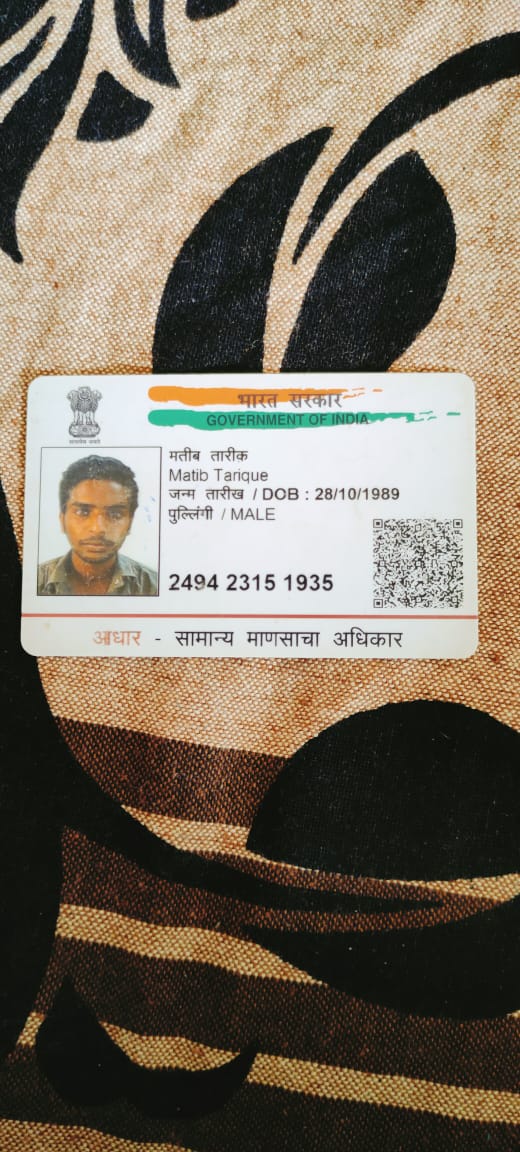 भारत सरकार
GOVERNMENT OF INDIA
सत्यमेव जयते
मतीब तारीक
Matib Tarique
जन्म तारीख / DOB : 28/10/1989
पुल्लिंगी / MALE
2494 2315 1935
आधार - सामान्य माणसाचा अधिकार